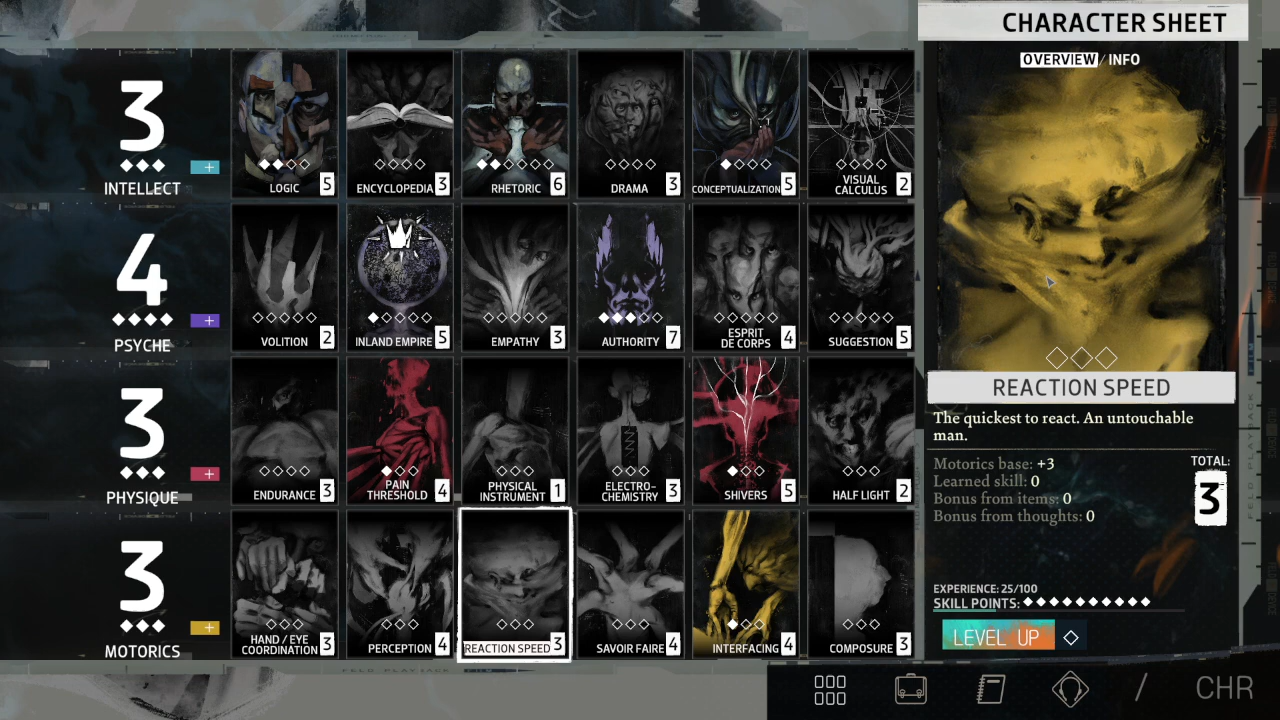 CHARACTER SHEET
OVERVIEW / INFO
3
INTELLECT
+
LOGIC 5
ENCYCLOPEDIA 3
RHETORIC 6
DRAMA 3
CONCEPTUALIZATION 5
VISUAL
CALCULUS 2
4
PSYCHE
+
VOLITION 2
INLAND EMPIRE 5
EMPATHY 3
AUTHORITY 7
ESPRIT
DE CORPS 4
SUGGESTION 5
3
PHYSIQUE
+
ENDURANCE 3
PAIN
THRESHOLD 4
PHYSICAL
INSTRUMENT 1
ELECTRO-
CHEMISTRY 3
SHIVERS 5
HALF LIGHT 2
3
MOTORICS
+
HAND / EYE
COORDINATION 3
PERCEPTION 4
REACTION SPEED 3
SAVOIR FAIRE 4
INTERFACING 4
COMPOSURE 3
REACTION SPEED
The quickest to react. An untouchable
man.
Motorics base: +3
Learned skill: 0
Bonus from items: 0
Bonus from thoughts: 0
TOTAL:
3
EXPERIENCE: 25/100
SKILL POINTS:
LEVEL UP
/ CHR